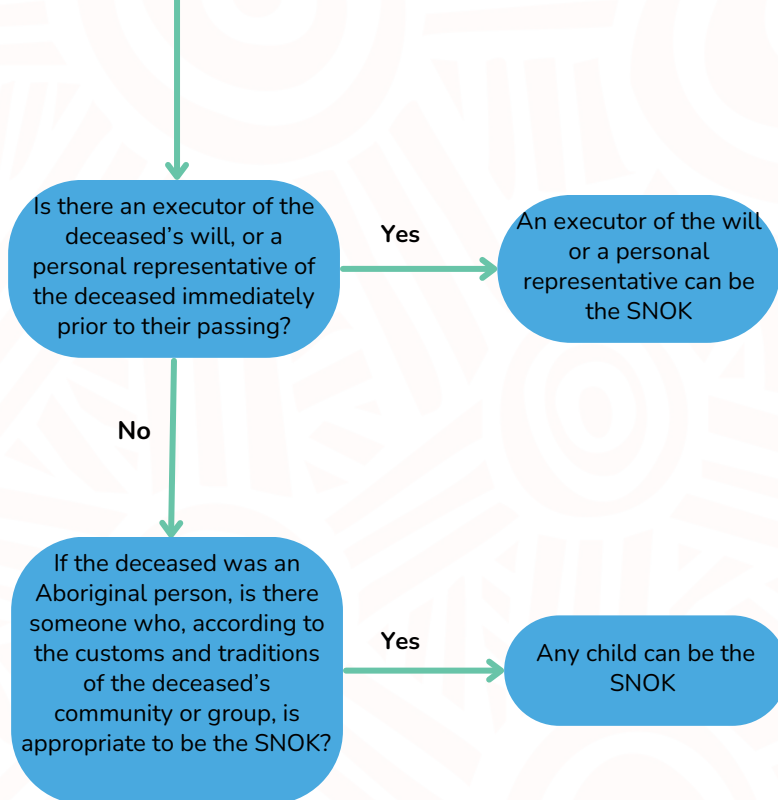 Is there an executor of the
deceased’s will, or a
personal representative of
the deceased immediately
prior to their passing?
Yes
An executor of the will
or a personal
representative can be
the SNOK
No
If the deceased was an
Aboriginal person, is there
someone who, according to
the customs and traditions
of the deceased’s
community or group, is
appropriate to be the SNOK?
Yes
Any child can be the
SNOK